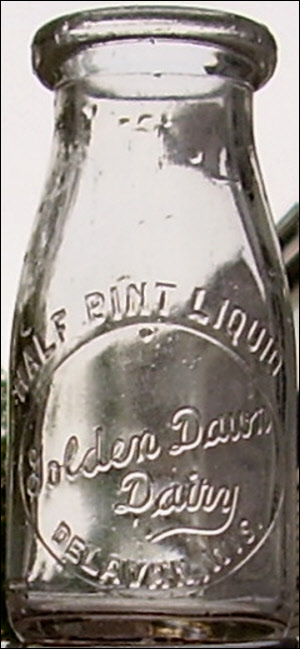 HALF PINT LIQUID
Golden Dawn
Dairy
DELAVAN, WIS.